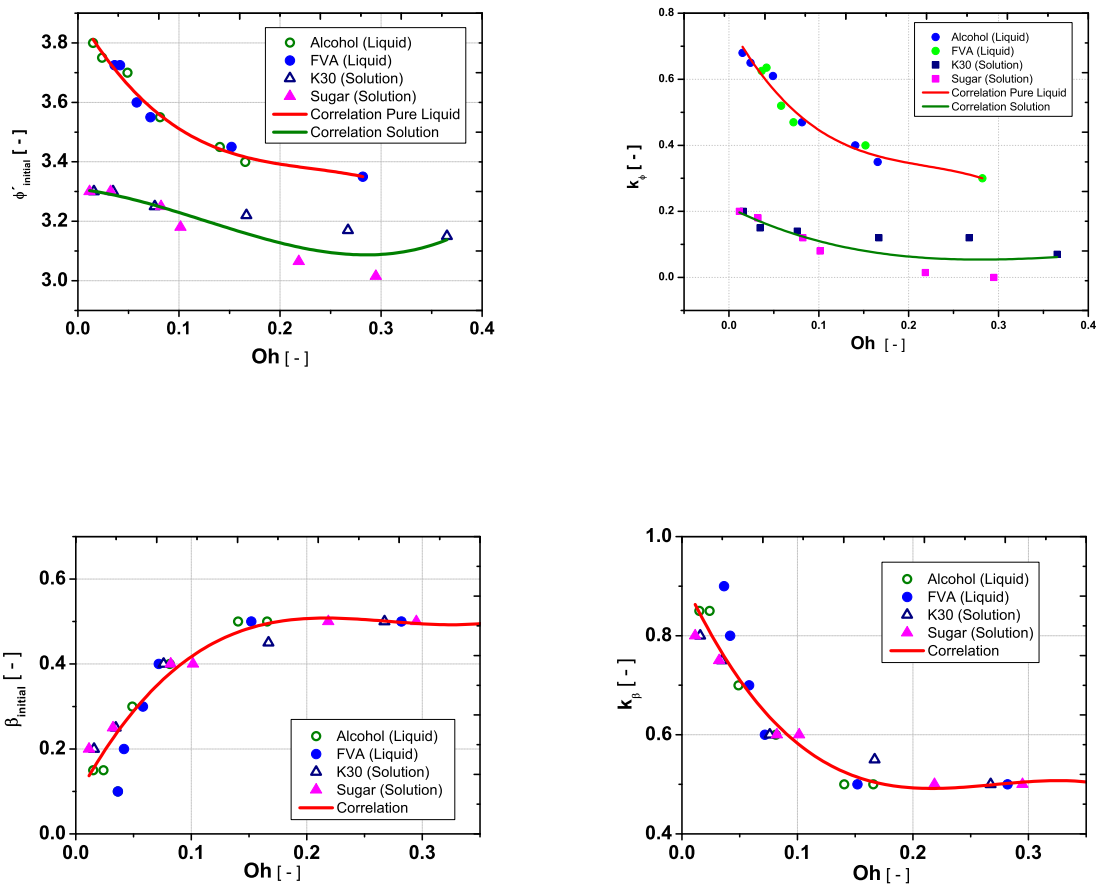 3.8
3.6
3.4
3.2
3.0
ϕ´initial [ - ]
Alcohol (Liquid)
FVA (Liquid)
K30 (Solution)
Sugar (Solution)
Correlation Pure Liquid
Correlation Solution
0.0 0.1 0.2 0.3 0.4
Oh [ - ]
0.8
0.6
0.4
0.2
0.0
kϕ [ - ]
Alcohol (Liquid)
FVA (Liquid)
K30 (Solution)
Sugar (Solution)
Correlation Pure Liquid
Correlation Solution
0.0 0.1 0.2 0.3 0.4
Oh [ - ]
0.6
0.4
0.2
0.0
βinitial [ - ]
Alcohol (Liquid)
FVA (Liquid)
K30 (Solution)
Sugar (Solution)
Correlation
0.0 0.1 0.2 0.3
Oh [ - ]
1.0
0.8
0.6
0.4
kβ [ - ]
Alcohol (Liquid)
FVA (Liquid)
K30 (Solution)
Sugar (Solution)
Correlation
0.0 0.1 0.2 0.3
Oh [ - ]